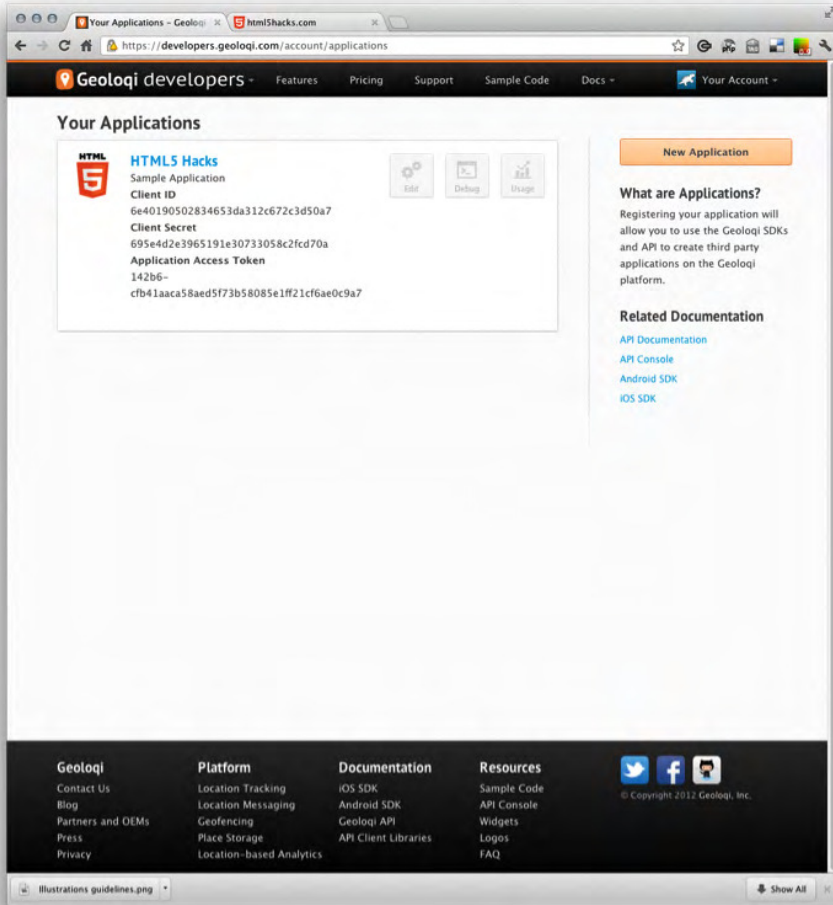 Your Applications – Geoloqi
html5hacks.com
https://developers.geoloqi.com/account/applications
Geoloqi developers
Features
Pricing
Support
Sample Code
Docs
Your Account
Your Applications
HTML
5
HTML5 Hacks
Sample Application
Client ID
6e40190502834653da312c672c3d50a7
Client Secret
695e4d2e3965191e30733058c2fcd70a
Application Access Token
142b6–
cfb41aaca58aed5f73b58085e1ff21cf6ae0c9a7
Edit
Debug
Usage
New Application
What are Applications?
Registering your application will
allow you to use the Geoloqi SDKs
and API to create third party
applications on the Geoloqi
platform.
Related Documentation
API Documentation
API Console
Android SDK
iOS SDK
Geoloqi
Contact Us
Blog
Partners and OEMs
Press
Privacy
Platform
Location Tracking
Location Messaging
Geofencing
Place Storage
Location-based Analytics
Documentation
iOS SDK
Android SDK
Geoloqi API
API Client Libraries
Resources
Sample Code
API Console
Widgets
Logos
FAQ
© Copyright 2012 Geoloqi, Inc.
Illustrations guidelines.png
Show All